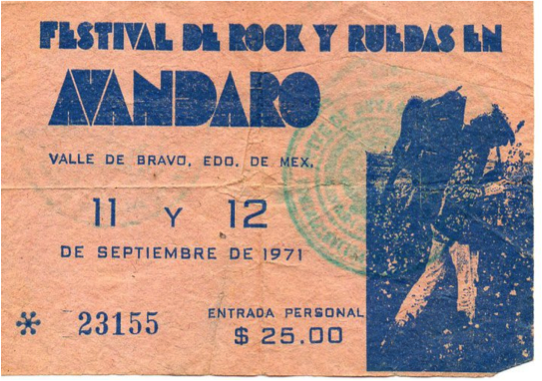 FESTIVAL DE ROCK Y RUEDAS EN
AVANDARO
VALLE DE BRAVO, EDO. DE MEX.
11 Y 12
DE SEPTIEMBRE DE 1971
* 23155
ENTRADA PERSONAL
$ 25.00